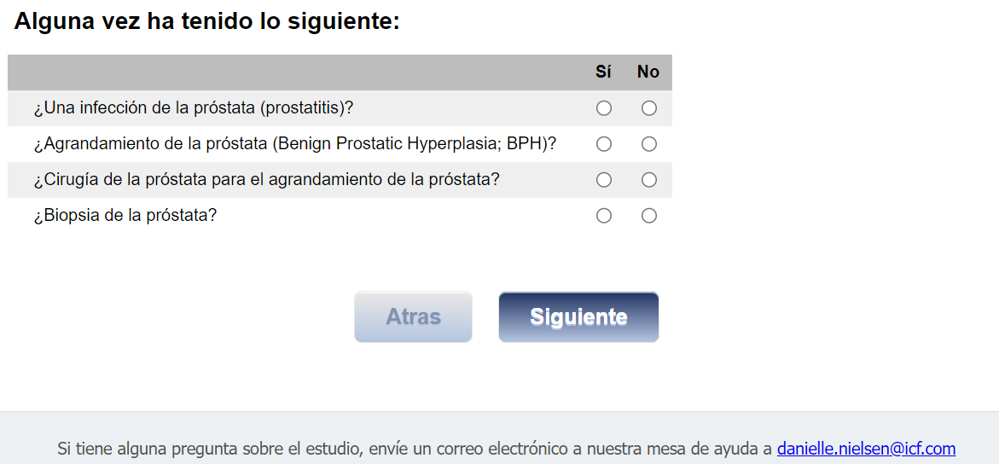 Alguna vez ha tenido lo siguiente:
Sí No
¿Una infección de la próstata (prostatitis)?
¿Agrandamiento de la próstata (Benign Prostatic Hyperplasia; BPH)?
¿Cirugía de la próstata para el agrandamiento de la próstata?
¿Biopsia de la próstata?
Atras Siguiente
Si tiene alguna pregunta sobre el estudio, envíe un correo electrónico a nuestra mesa de ayuda a danielle.nielsen@icf.com